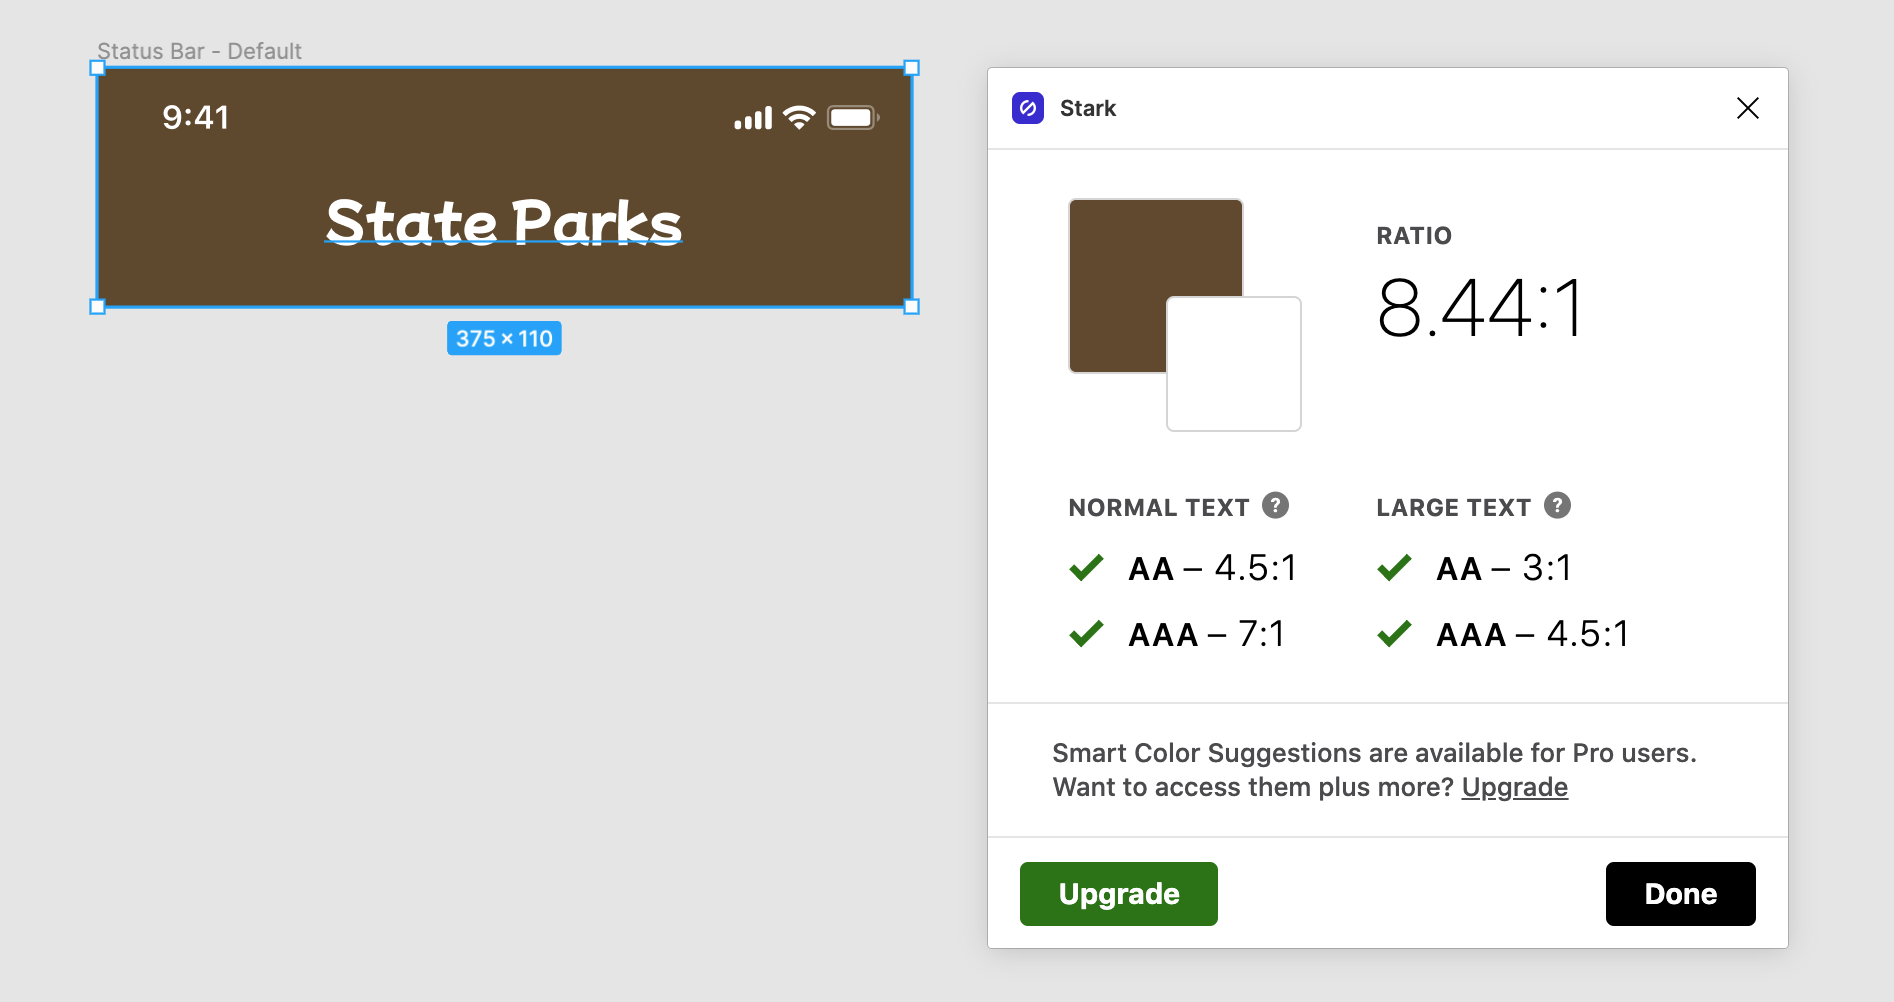 Status Bar - Default
9:41
State Parks
375 × 110
Stark
RATIO
8.44:1
NORMAL TEXT ?
AA – 4.5:1
AAA – 7:1
LARGE TEXT ?
AA – 3:1
AAA – 4.5:1
Smart Color Suggestions are available for Pro users.
Want to access them plus more? Upgrade
Upgrade
Done